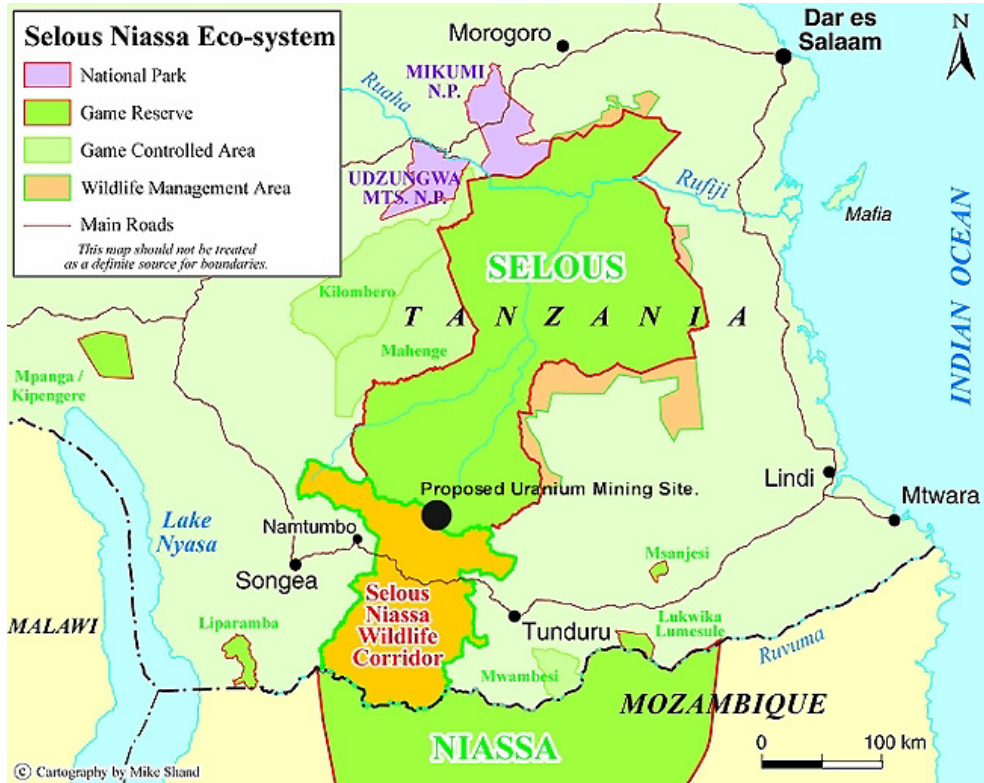 Selous Niassa Eco-system
National Park
Game Reserve
Game Controlled Area
Wildlife Management Area
Main Roads
This map should not be treated
as a definite source for boundaries.
Morogoro
Dar es
Salaam
N
MIKUMI
N.P.
Ruaha
UDZUNGWA
MTS. N.P.
Rufiji
Mafia
INDIAN OCEAN
SELOUS
Kilombero
TANZANIA
Mahenge
Mpanga /
Kipengere
Proposed Uranium Mining Site.
Lindi
Mtwara
Lake
Nyasa
Namtumbo
Songea
Msanjesi
Selous
Niassa
Wildlife
Corridor
MALAWI
Liparamba
Tunduru
Lukwika
Lumesule
Ruvuma
Mwambesi
MOZAMBIQUE
NIASSA
0 100 km
© Cartography by Mike Shand